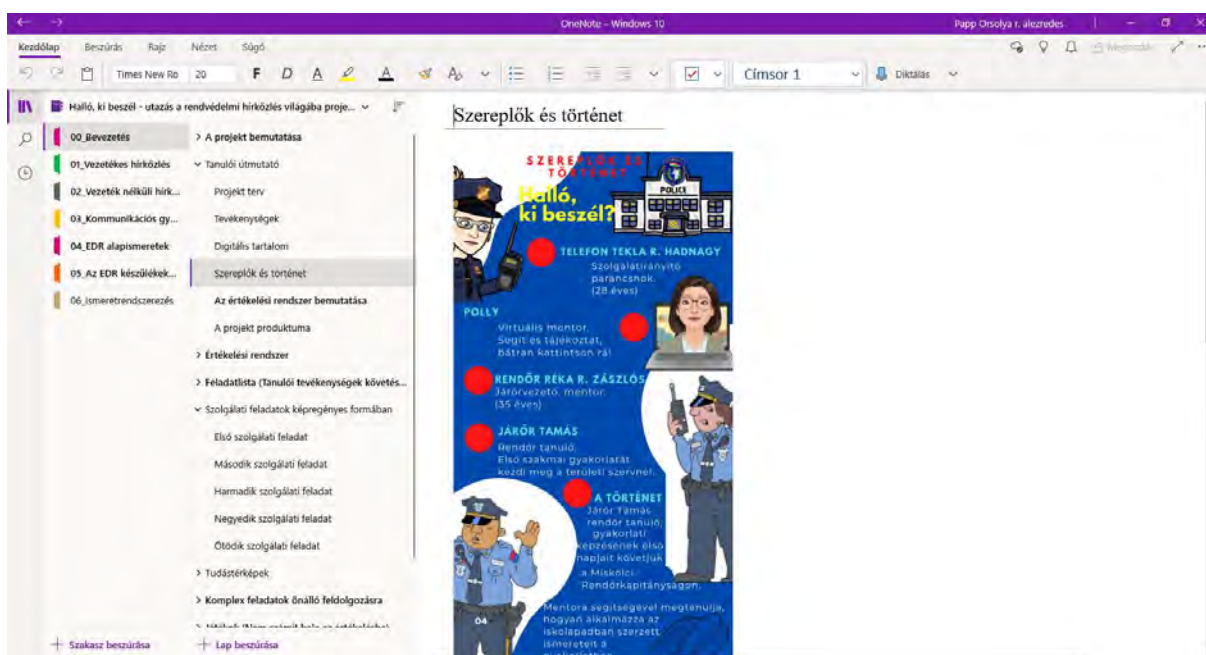 OneNote – Windows 10
Papp Orsolya r. alezredes
Kezdőlap Beszúrás Rajz Nézet Súgó
Times New Ro 20 F D A A Címsor 1 Diktálás
Halló, ki beszél - utazás a rendvédelmi hírközlés világába proje...
00_Bevezetés
01_Vezetékes hírközlés
02_Vezeték nélküli hírk...
03_Kommunikációs gy...
04_EDR alapismeretek
05_Az EDR készülékek...
06_Ismeretrendszerezés
Szakasz beszúrása
A projekt bemutatása
Tanulói útmutató
Projekt terv
Tevékenységek
Digitális tartalom
Szereplők és történet
Az értékelési rendszer bemutatása
A projekt produktuma
Értékelési rendszer
Feladatlista (Tanulói tevékenységek követés...
Szolgálati feladatok képregényes formában
Első szolgálati feladat
Második szolgálati feladat
Harmadik szolgálati feladat
Negyedik szolgálati feladat
Ötödik szolgálati feladat
Tudástérképek
Komplex feladatok önálló feldolgozásra
Lap beszúrása
Szereplők és történet
SZEREPLŐK ÉS
TÖRTÉNET
Halló,
ki beszél?
POLICE
TELEFON TEKLA R. HADNAGY
Szolgálatirányító
parancsnok.
(28 éves)
POLLY
Virtuális mentor.
Segít és tájékoztat,
bátran kattintson rá!
RENDŐR RÉKA R. ZÁSZLÓS
Járőrvezető, mentor.
(35 éves)
JÁRŐR TAMÁS
Rendőr tanuló.
Első szakmai gyakorlatát
kezdi meg a területi szervnél.
A TÖRTÉNET
Járőr Tamás
rendőr tanuló,
gyakorlati
képzésének első
napjait követjük
a Miskolci
Rendőrkapitányságon.
Mentora segítségével megtanulja,
hogyan alkalmazza az
iskolapadban szerzett
ismereteit a
04